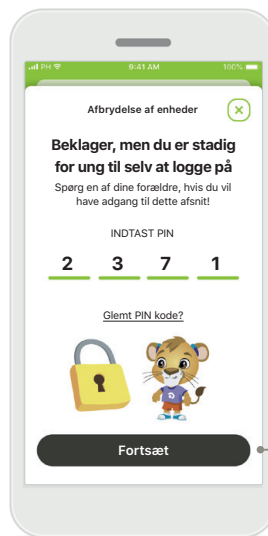 PH 9:41 AM 100%
Afbrydelse af enheder
Beklager, men du er stadig
for ung til selv at logge på
Spørg en af dine forældre, hvis du vil
have adgang til dette afsnit!
INDTAST PIN
2 3 7 1
Glemt PIN kode?
Fortsæt